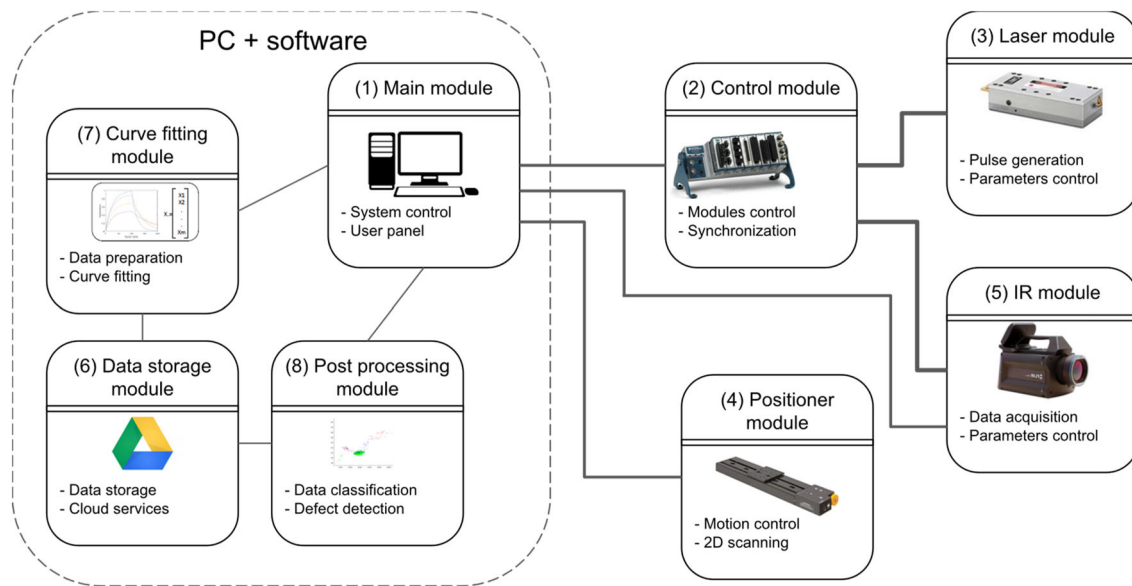 PC + software
(1) Main module
- System control
- User panel
(2) Control module
- Modules control
- Synchronization
(3) Laser module
- Pulse generation
- Parameters control
(7) Curve fitting
module
X1
X2
Xm
- Data preparation
- Curve fitting
(5) IR module
- Data acquisition
- Parameters control
(6) Data storage
module
- Data storage
- Cloud services
(8) Post processing
module
- Data classification
- Defect detection
(4) Positioner
module
- Motion control
- 2D scanning